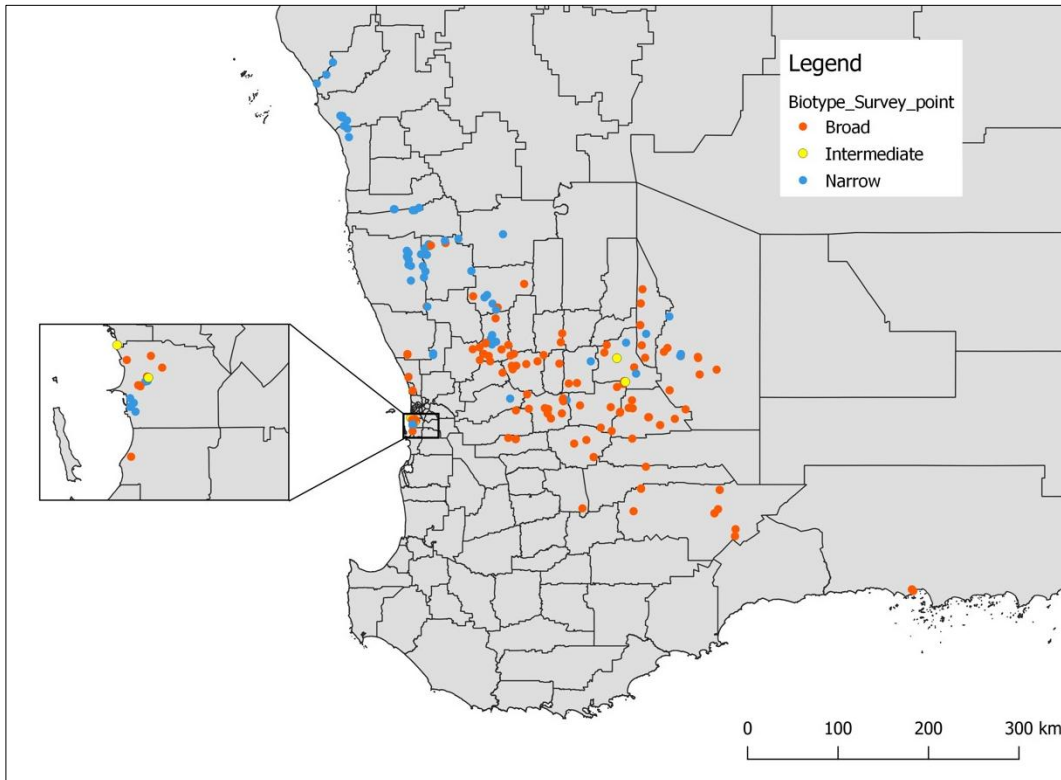 Legend
Biotype_Survey_point
Broad
Intermediate
Narrow
0 100 200 300 km